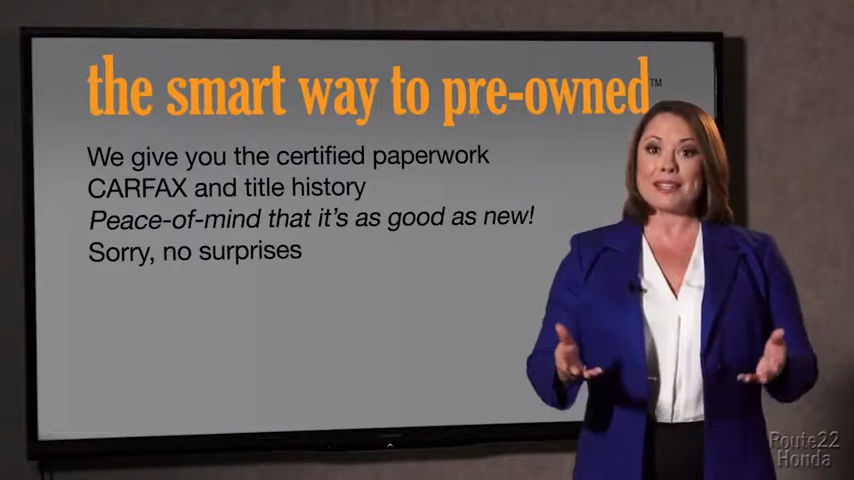 the smart way to pre-owned™
We give you the certified paperwork
CARFAX and title history
Peace-of-mind that it's as good as new!
Sorry, no surprises
Route22
Honda